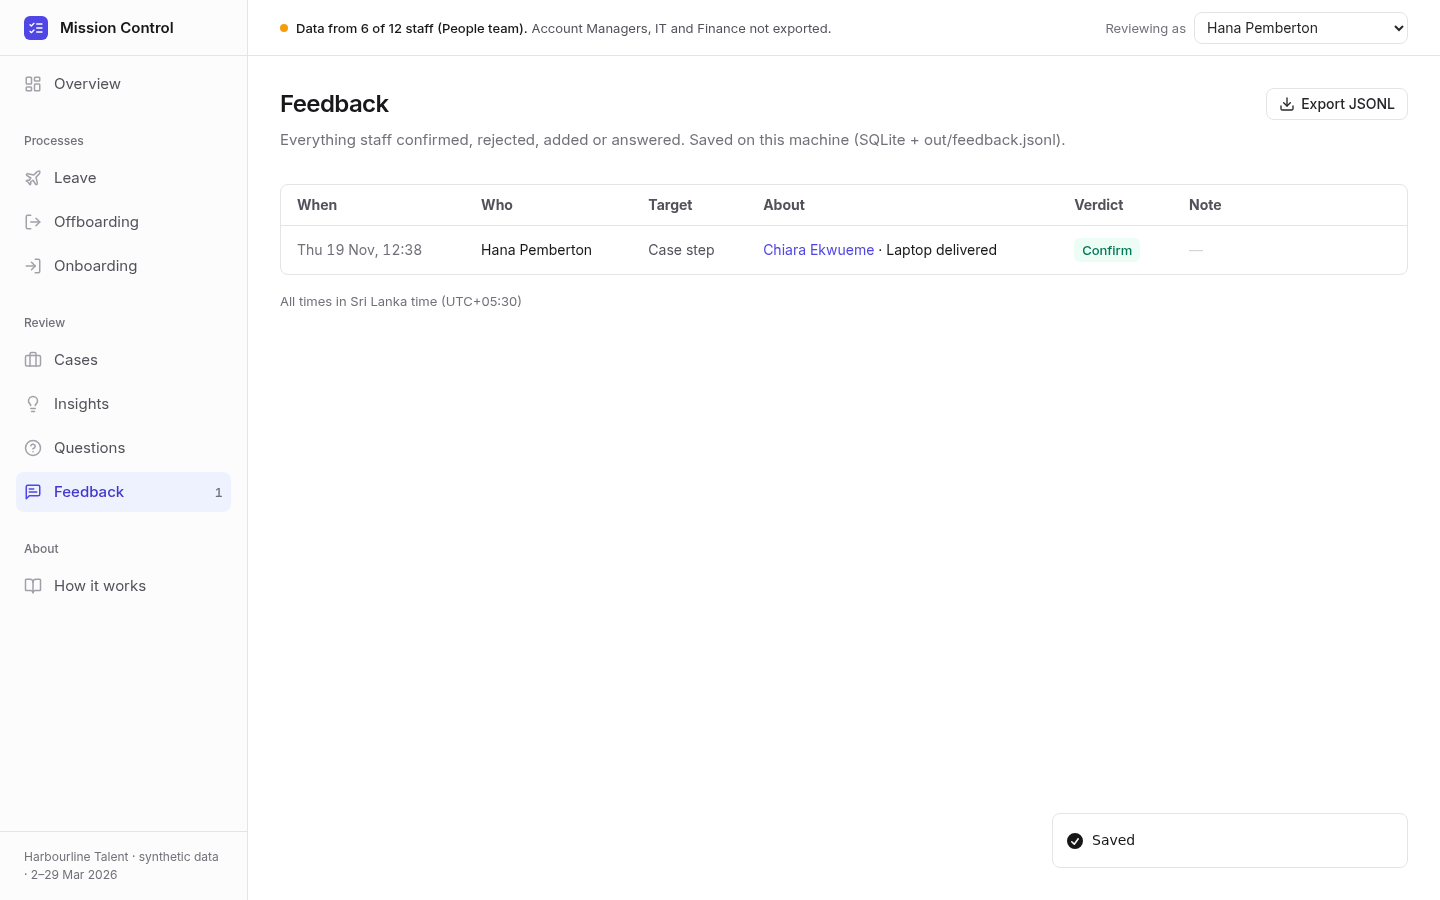 Mission Control
Data from 6 of 12 staff (People team). Account Managers, IT and Finance not exported.
Reviewing as
Hana Pemberton
Overview
Processes
Leave
Offboarding
Onboarding
Review
Cases
Insights
Questions
Feedback 1
About
How it works
Harbourline Talent · synthetic data
· 2–29 Mar 2026
Feedback
Export JSONL
Everything staff confirmed, rejected, added or answered. Saved on this machine (SQLite + out/feedback.jsonl).
When Who Target About Verdict Note
Thu 19 Nov, 12:38 Hana Pemberton Case step Chiara Ekwueme · Laptop delivered Confirm —
All times in Sri Lanka time (UTC+05:30)
Saved